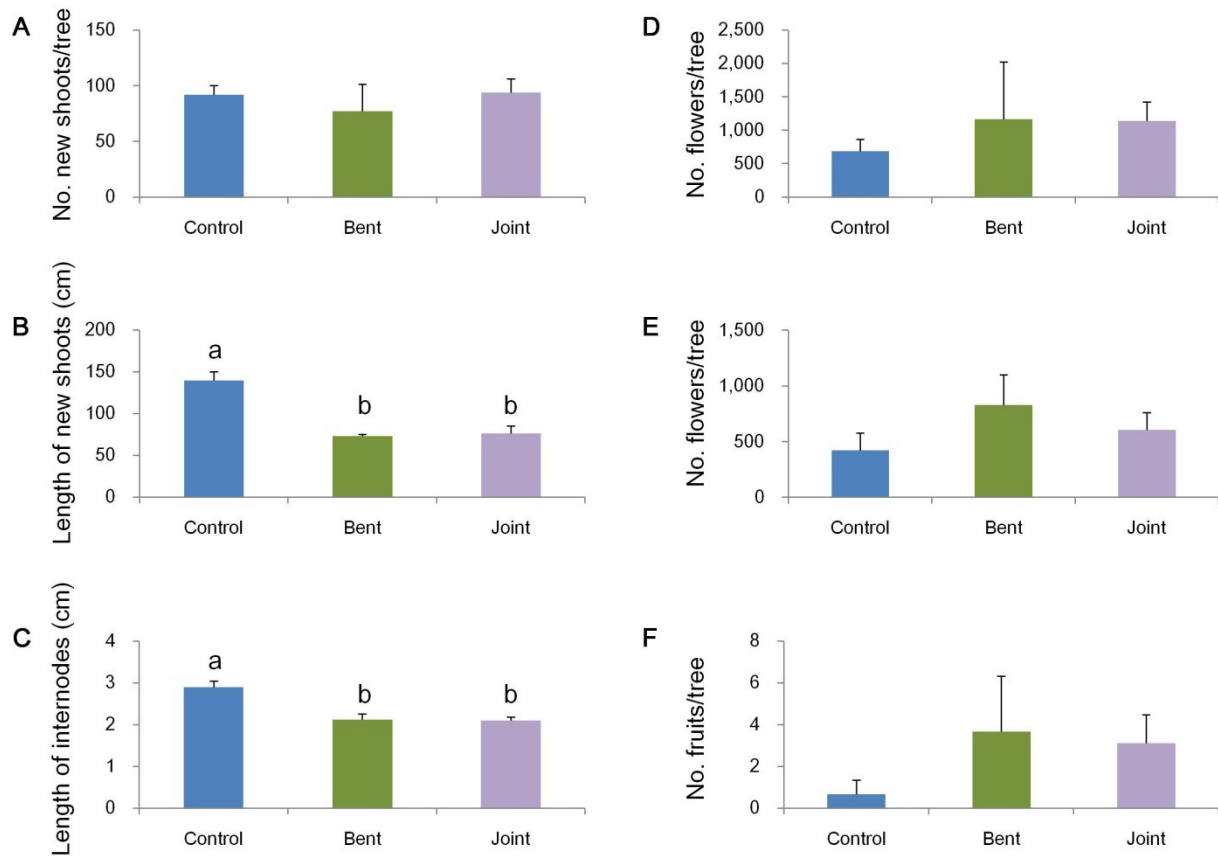 A
No. new shoots/tree
150
100
50
0
Control Bent Joint
B
Length of new shoots (cm)
200
150
100
50
0
a
b
b
Control Bent Joint
C
Length of internodes (cm)
4
3
2
1
0
a
b
b
Control Bent Joint
D
No. flowers/tree
2,500
2,000
1,500
1,000
500
0
Control Bent Joint
E
No. flowers/tree
1,500
1,000
500
0
Control Bent Joint
F
No. fruits/tree
8
6
4
2
0
Control Bent Joint